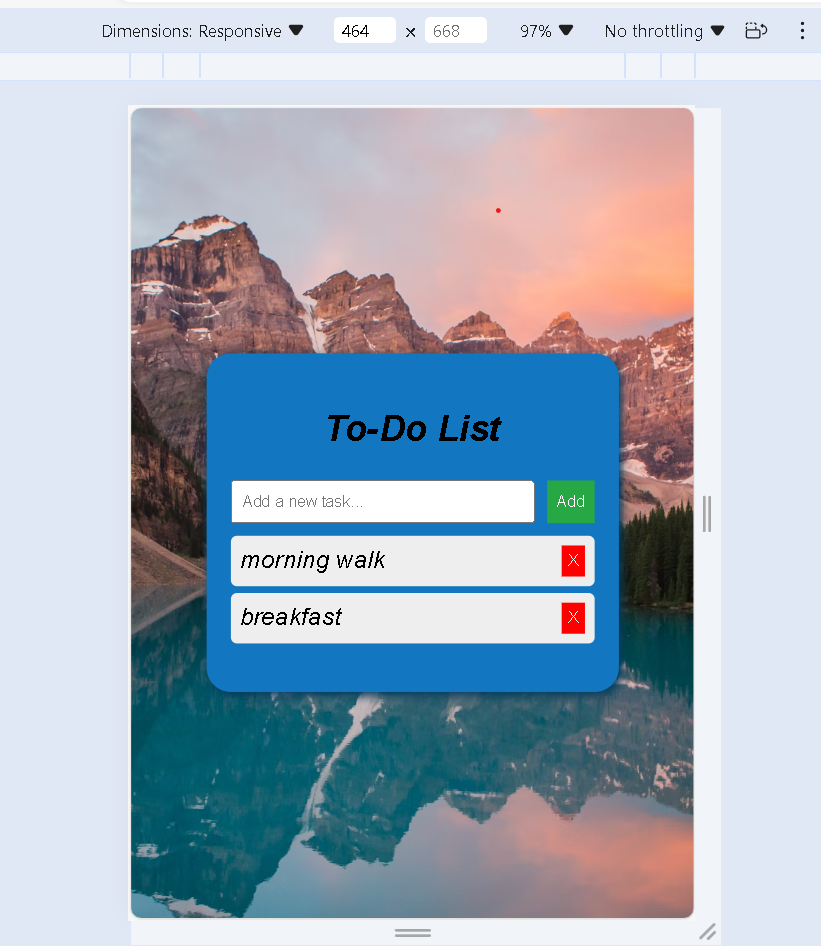 Dimensions: Responsive 464 × 668 97% No throttling
To-Do List
Add a new task... Add
morning walk X
breakfast X